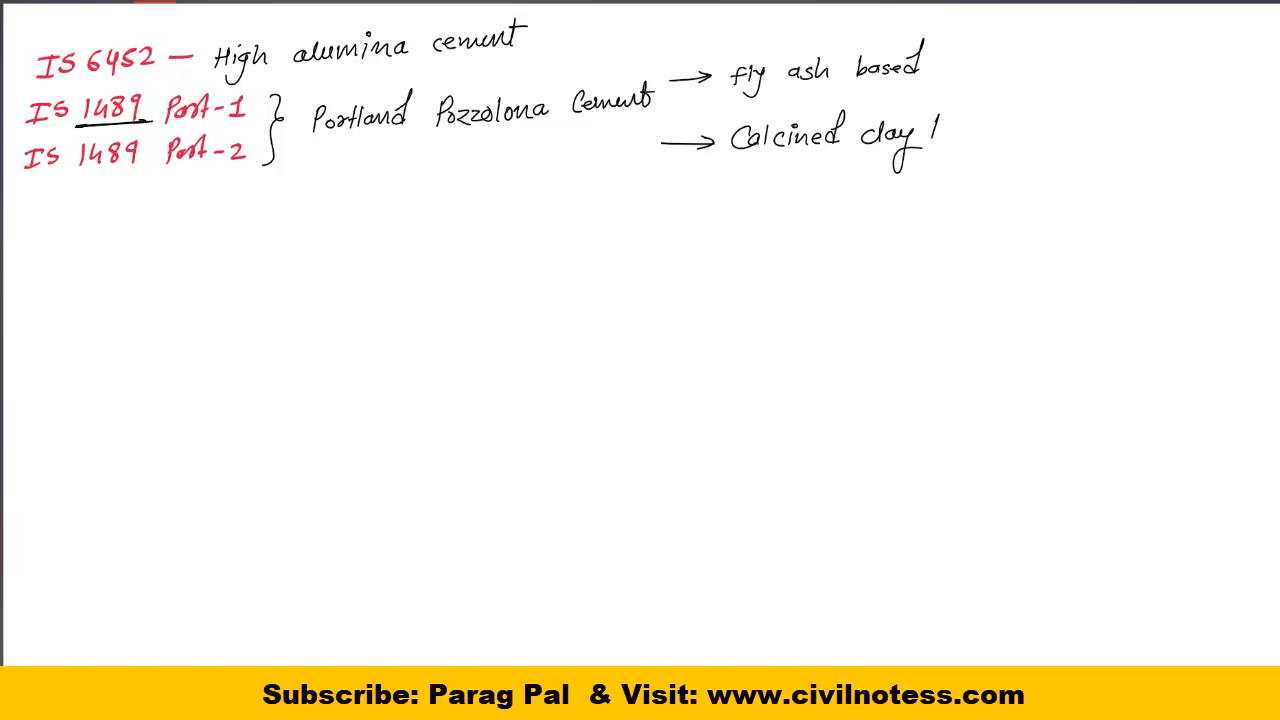 IS 6452 — High alumina cement
IS 1489 Part-1
IS 1489 Part-2
Portland Pozzolona Cement
→ fly ash based
→ Calcined clay
Subscribe: Parag Pal & Visit: www.civilnotess.com